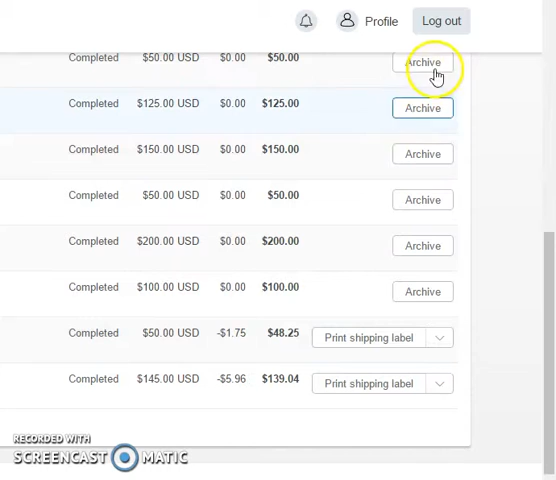 Profile Log out
Completed $50.00 USD $0.00 $50.00 Archive
Completed $125.00 USD $0.00 $125.00 Archive
Completed $150.00 USD $0.00 $150.00 Archive
Completed $50.00 USD $0.00 $50.00 Archive
Completed $200.00 USD $0.00 $200.00 Archive
Completed $100.00 USD $0.00 $100.00 Archive
Completed $50.00 USD -$1.75 $48.25 Print shipping label
Completed $145.00 USD -$5.96 $139.04 Print shipping label
RECORDED WITH
SCREENCAST MATIC